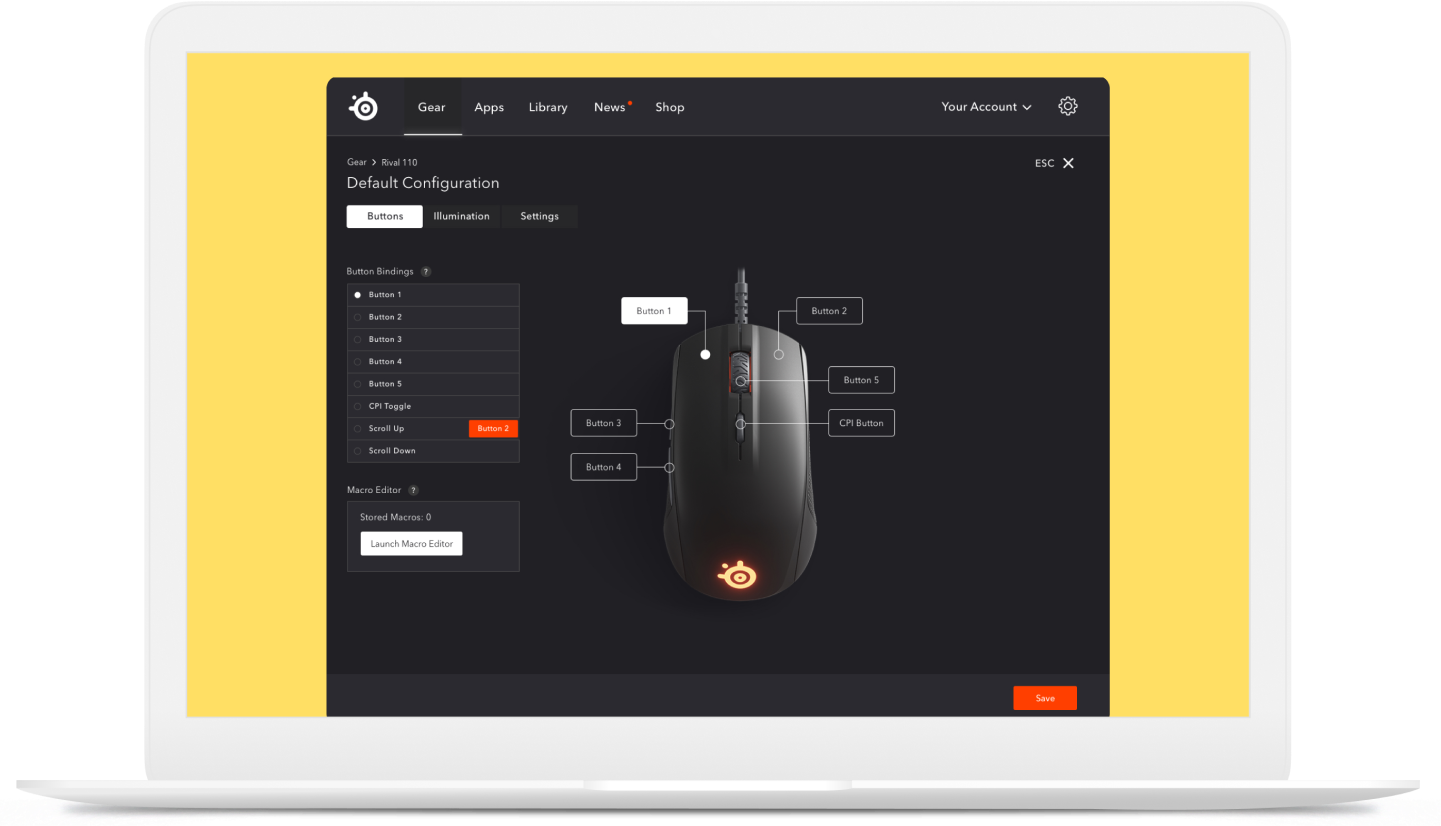 Gear Apps Library News Shop Your Account
Gear > Rival 110
ESC X
Default Configuration
Buttons Illumination Settings
Button Bindings ?
Button 1
Button 2
Button 3
Button 4
Button 5
CPI Toggle
Scroll Up Button 2
Scroll Down
Macro Editor ?
Stored Macros: 0
Launch Macro Editor
Button 1
Button 2
Button 5
Button 3
CPI Button
Button 4
Save